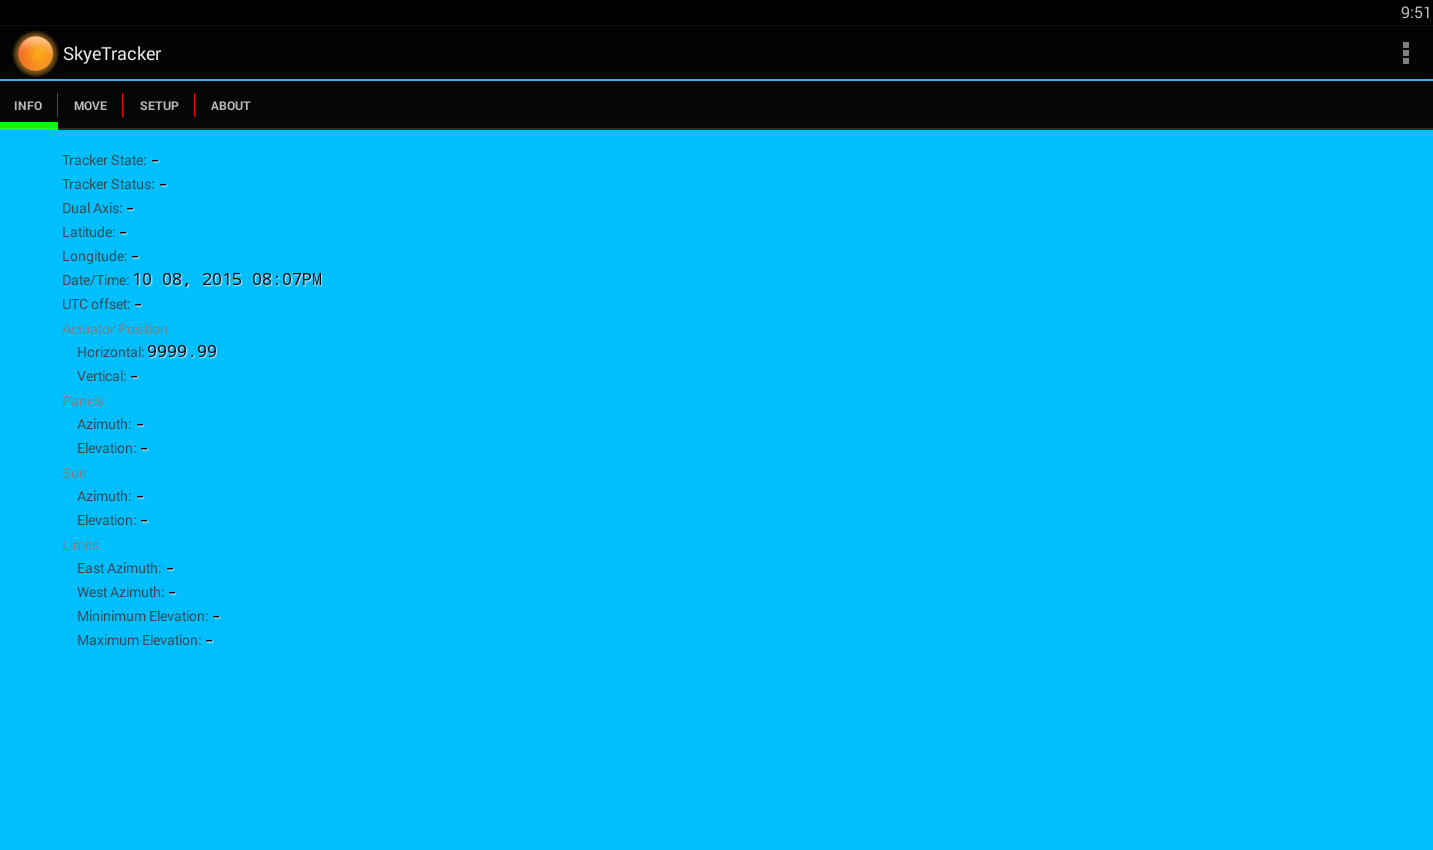 9:51
SkyeTracker
INFO MOVE SETUP ABOUT
Tracker State: -
Tracker Status: -
Dual Axis: -
Latitude: -
Longitude: -
Date/Time: 10 08, 2015 08:07PM
UTC offset: -
Actuator Position
Horizontal: 9999.99
Vertical: -
Panels
Azimuth: -
Elevation: -
Sun
Azimuth: -
Elevation: -
Limits
East Azimuth: -
West Azimuth: -
Mininimum Elevation: -
Maximum Elevation: -